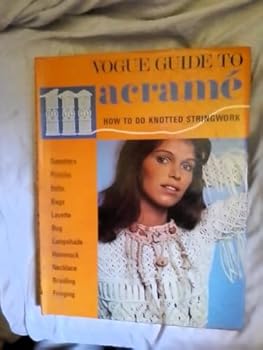 VOGUE GUIDE TO
macramé
HOW TO DO KNOTTED STRINGWORK
Sweaters
Poncho
Belts
Bags
Layette
Rug
Lampshade
Hammock
Necklace
Braiding
Fringing